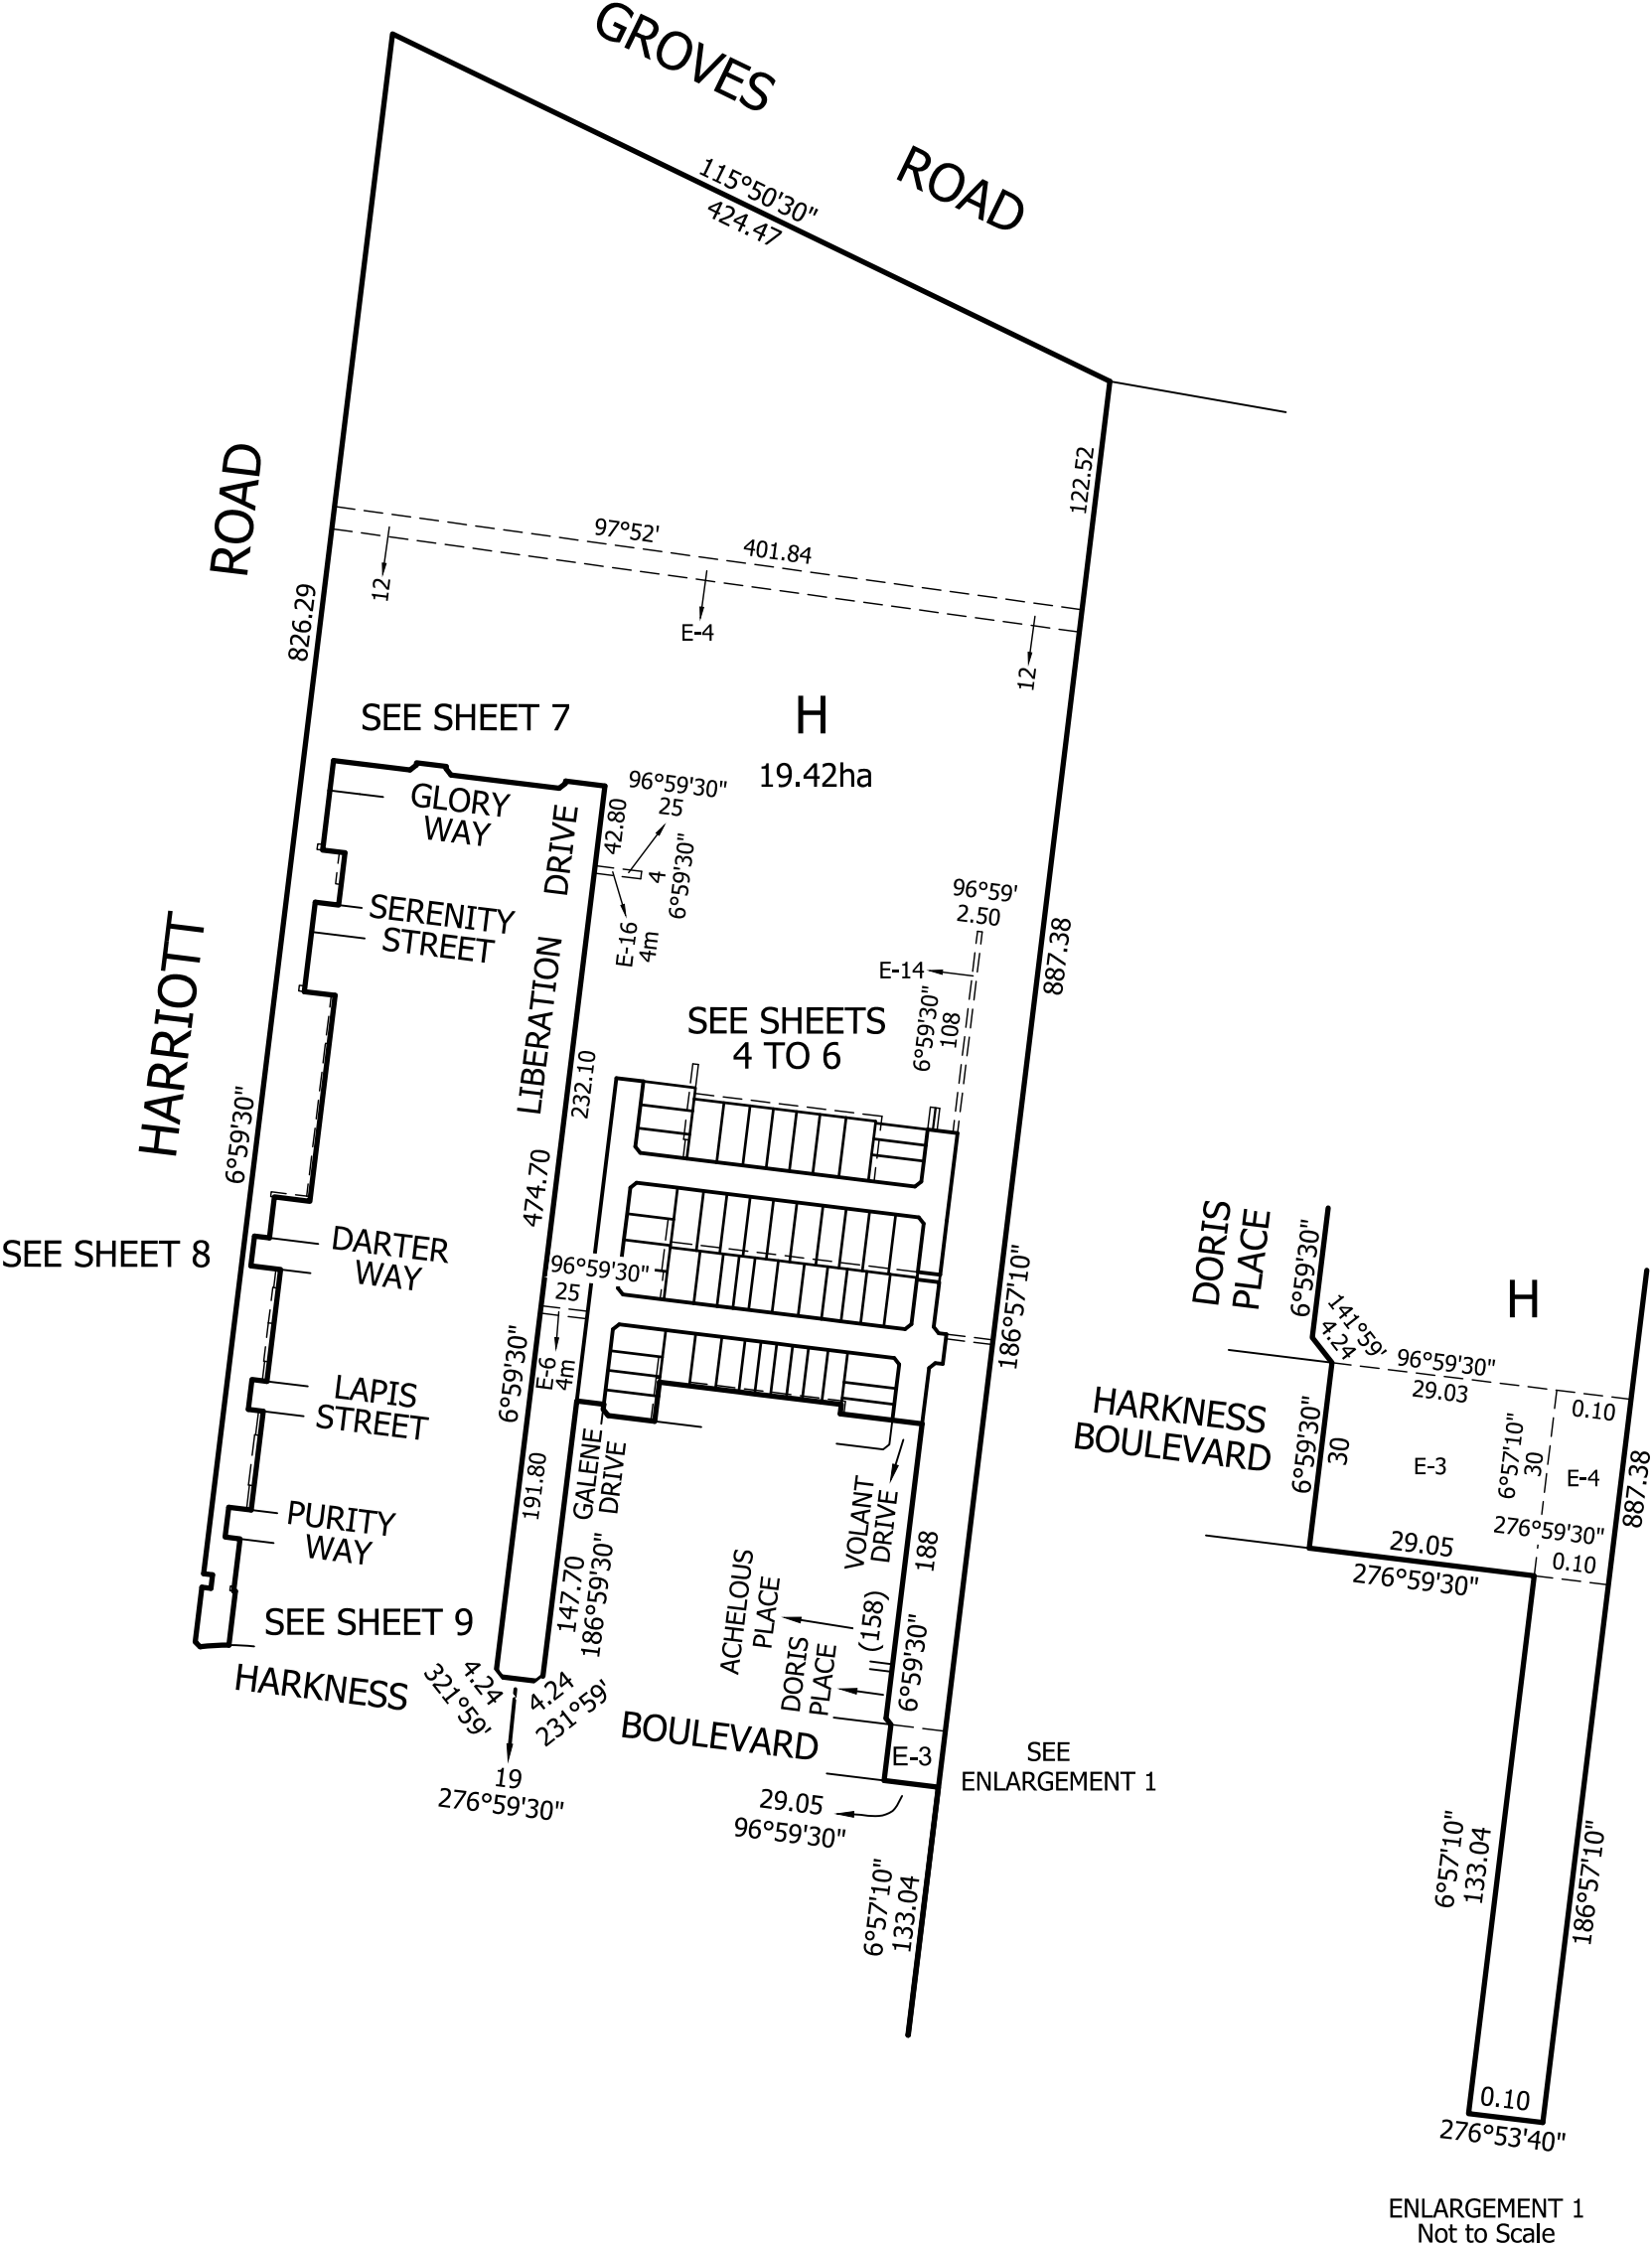 GROVES
ROAD
115°50'30"
424.47
122.52
ROAD
97°52'
401.84
12
E-4
12
826.29
SEE SHEET 7
H
19.42ha
GLORY
WAY
DRIVE
42.80
96°59'30"
25
4
6°59'30"
E-16
4m
SERENITY
STREET
96°59'
2.50
887.38
E-14
6°59'30"
108
HARRIOTT
LIBERATION
SEE SHEETS
4 TO 6
232.10
6°59'30"
474.70
SEE SHEET 8
DARTER
WAY
96°59'30"
25
186°57'10"
6°59'30"
E-6
4m
LAPIS
STREET
191.80
GALENE
DRIVE
VOLANT
DRIVE
188
PURITY
WAY
147.70
186°59'30"
ACHELOUS
PLACE
(158)
DORIS
PLACE
6°59'30"
SEE SHEET 9
HARKNESS
4.24
321°59'
4.24
231°59'
BOULEVARD
E-3
SEE
ENLARGEMENT 1
19
276°59'30"
29.05
96°59'30"
6°57'10"
133.04
DORIS
PLACE
6°59'30"
H
141°59'
4.24
96°59'30"
29.03
0.10
HARKNESS
BOULEVARD
6°59'30"
30
E-3
6°57'10"
30
E-4
887.38
276°59'30"
0.10
29.05
276°59'30"
6°57'10"
133.04
186°57'10"
0.10
276°53'40"
ENLARGEMENT 1
Not to Scale